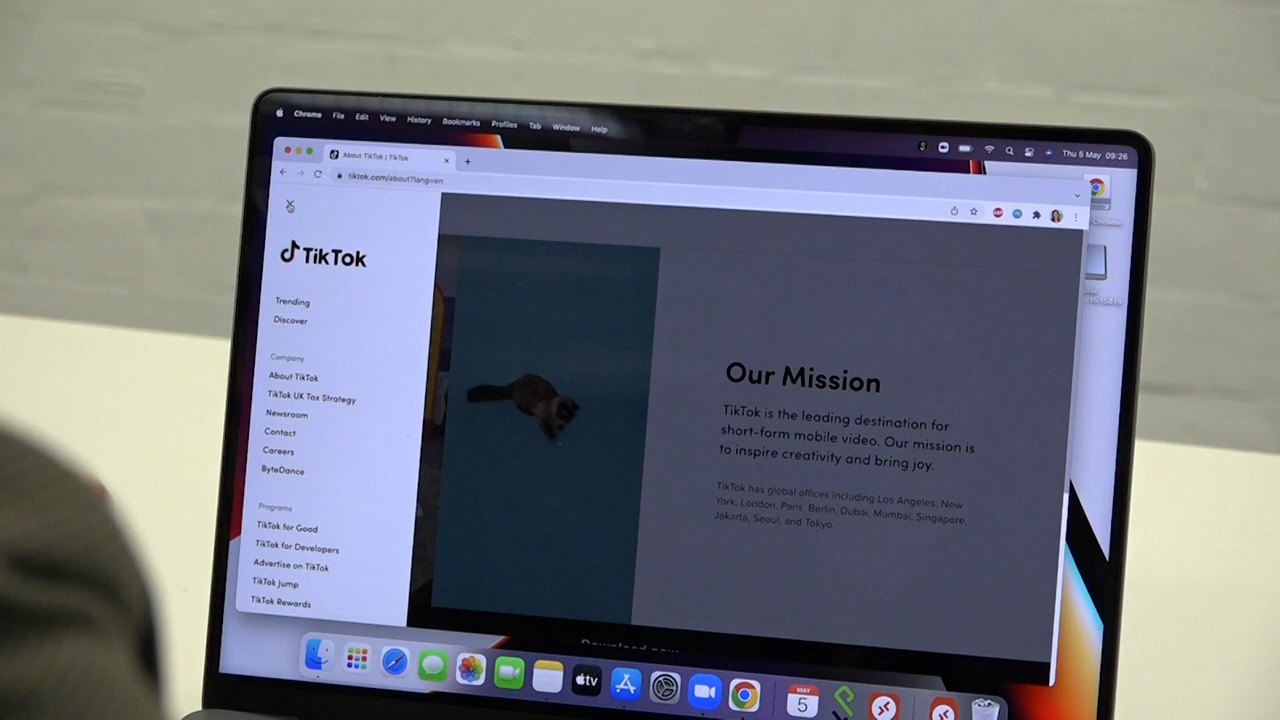 Chrome File Edit View History Bookmarks Profiles Tab Window Help
Thu 5 May 09:26
About TikTok | TikTok
tiktok.com/about?lang=en
TikTok
Trending
Discover
Company
About TikTok
TikTok UK Tax Strategy
Newsroom
Contact
Careers
ByteDance
Programs
TikTok for Good
TikTok for Developers
Advertise on TikTok
TikTok Jump
TikTok Rewards
Our Mission
TikTok is the leading destination for
short-form mobile video. Our mission is
to inspire creativity and bring joy.
TikTok has global offices including Los Angeles, New
York, London, Paris, Berlin, Dubai, Mumbai, Singapore,
Jakarta, Seoul, and Tokyo.
Download now
Chrome
tv
MAY
5